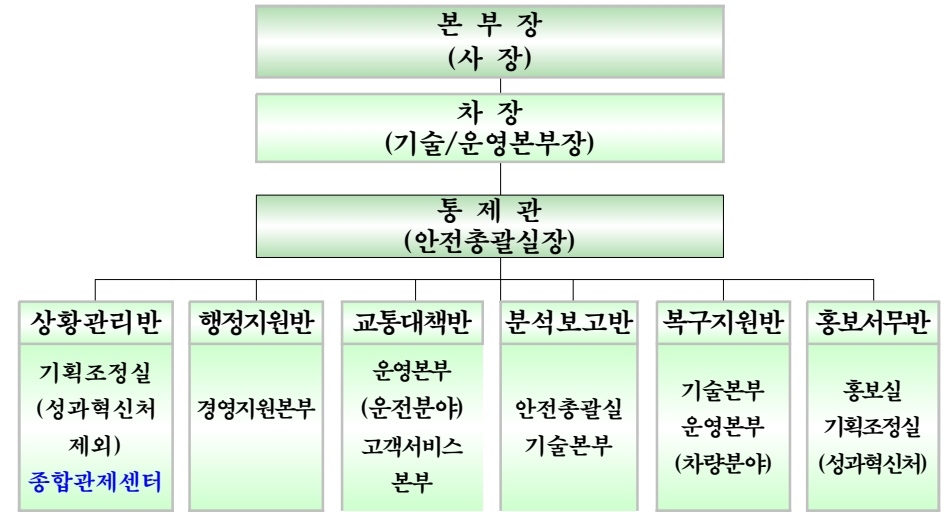 본 부 장
(사 장)
차 장
(기술/운영본부장)
통 제 관
(안전총괄실장)
상황관리반
기획조정실
(성과혁신처
제외)
종합관제센터
행정지원반
경영지원본부
교통대책반
운영본부
(운전분야)
고객서비스
본부
분석보고반
안전총괄실
기술본부
복구지원반
기술본부
운영본부
(차량분야)
홍보서무반
홍보실
기획조정실
(성과혁신처)